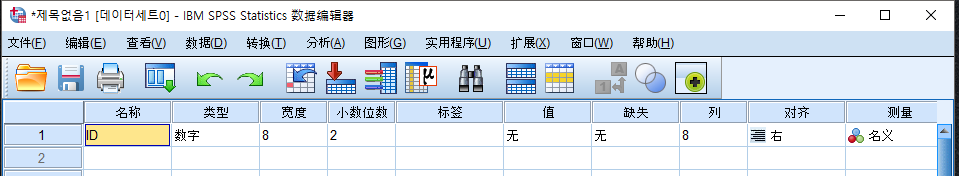 *제목없음1 [데이터세트0] - IBM SPSS Statistics 数据编辑器
文件(F) 编辑(E) 查看(V) 数据(D) 转换(T) 分析(A) 图形(G) 实用程序(U) 扩展(X) 窗口(W) 帮助(H)
μ A 1
名称 类型 宽度 小数位数 标签 值 缺失 列 对齐 测量
1 ID 数字 8 2 无 无 8 右 名义
2